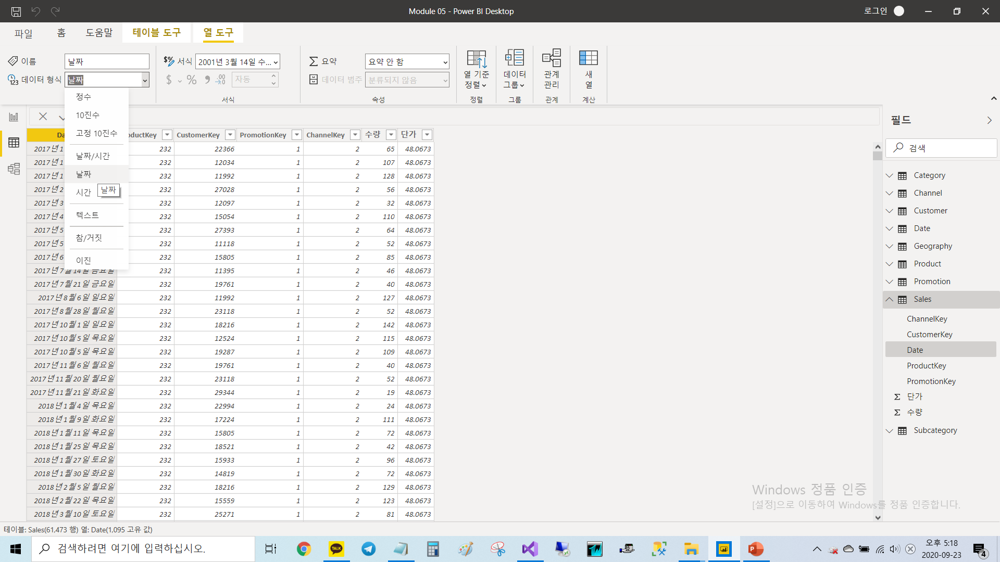 Module 05 - Power BI Desktop
로그인
파일
홈
도움말
테이블 도구
열 도구
이름
날짜
서식
2001년 3월 14일 수...
요약
요약 안 함
데이터 형식
날짜
$
%
자동
데이터 범주
분류되지 않음
열 기준
정렬
데이터
그룹
관계
관리
새
열
서식
속성
정렬
그룹
관계
계산
정수
10진수
고정 10진수
날짜/시간
날짜
시간
날짜
텍스트
참/거짓
이진
Da oductKey CustomerKey PromotionKey ChannelKey 수량 단가
2017년 1 232 22366 1 2 65 48.0673
2017년 1 232 12034 1 2 107 48.0673
2017년 1 232 11992 1 2 128 48.0673
2017년 2 232 27028 1 2 56 48.0673
2017년 3 232 12097 1 2 32 48.0673
2017년 4 232 15054 1 2 110 48.0673
2017년 5 232 27393 1 2 64 48.0673
2017년 5 232 11118 1 2 52 48.0673
2017년 6 232 15805 1 2 85 48.0673
2017년 7월 14일 금요일 232 11395 1 2 46 48.0673
2017년 7월 21일 금요일 232 19761 1 2 40 48.0673
2017년 8월 6일 일요일 232 11992 1 2 127 48.0673
2017년 8월 28일 월요일 232 23118 1 2 52 48.0673
2017년 10월 1일 일요일 232 18216 1 2 142 48.0673
2017년 10월 5일 목요일 232 12524 1 2 115 48.0673
2017년 10월 5일 목요일 232 19287 1 2 109 48.0673
2017년 11월 6일 월요일 232 19761 1 2 40 48.0673
2017년 11월 20일 월요일 232 23118 1 2 52 48.0673
2017년 11월 21일 화요일 232 29344 1 2 19 48.0673
2018년 1월 4일 목요일 232 22994 1 2 24 48.0673
2018년 1월 9일 화요일 232 17224 1 2 111 48.0673
2018년 1월 11일 목요일 232 15805 1 2 72 48.0673
2018년 1월 25일 목요일 232 18521 1 2 42 48.0673
2018년 1월 27일 토요일 232 15933 1 2 96 48.0673
2018년 1월 30일 화요일 232 14819 1 2 72 48.0673
2018년 2월 5일 월요일 232 18216 1 2 129 48.0673
2018년 2월 22일 목요일 232 15559 1 2 123 48.0673
2018년 3월 10일 토요일 232 25271 1 2 81 48.0673
필드
검색
Category
Channel
Customer
Date
Geography
Product
Promotion
Sales
ChannelKey
CustomerKey
Date
ProductKey
PromotionKey
단가
수량
Subcategory
Windows 정품 인증
[설정]으로 이동하여 Windows를 정품 인증합니다.
테이블: Sales(61,473 행) 열: Date(1,095 고유 값)
검색하려면 여기에 입력하십시오.
TALK
오후 5:18
2020-09-23
4